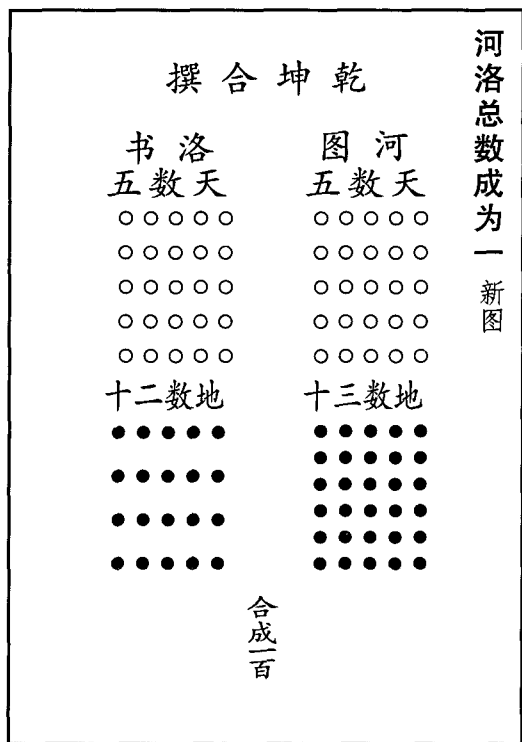 河洛总数成为一 新图
乾坤合撰
河图
天数五
地数三十
洛书
天数五
地数二十
合成一百